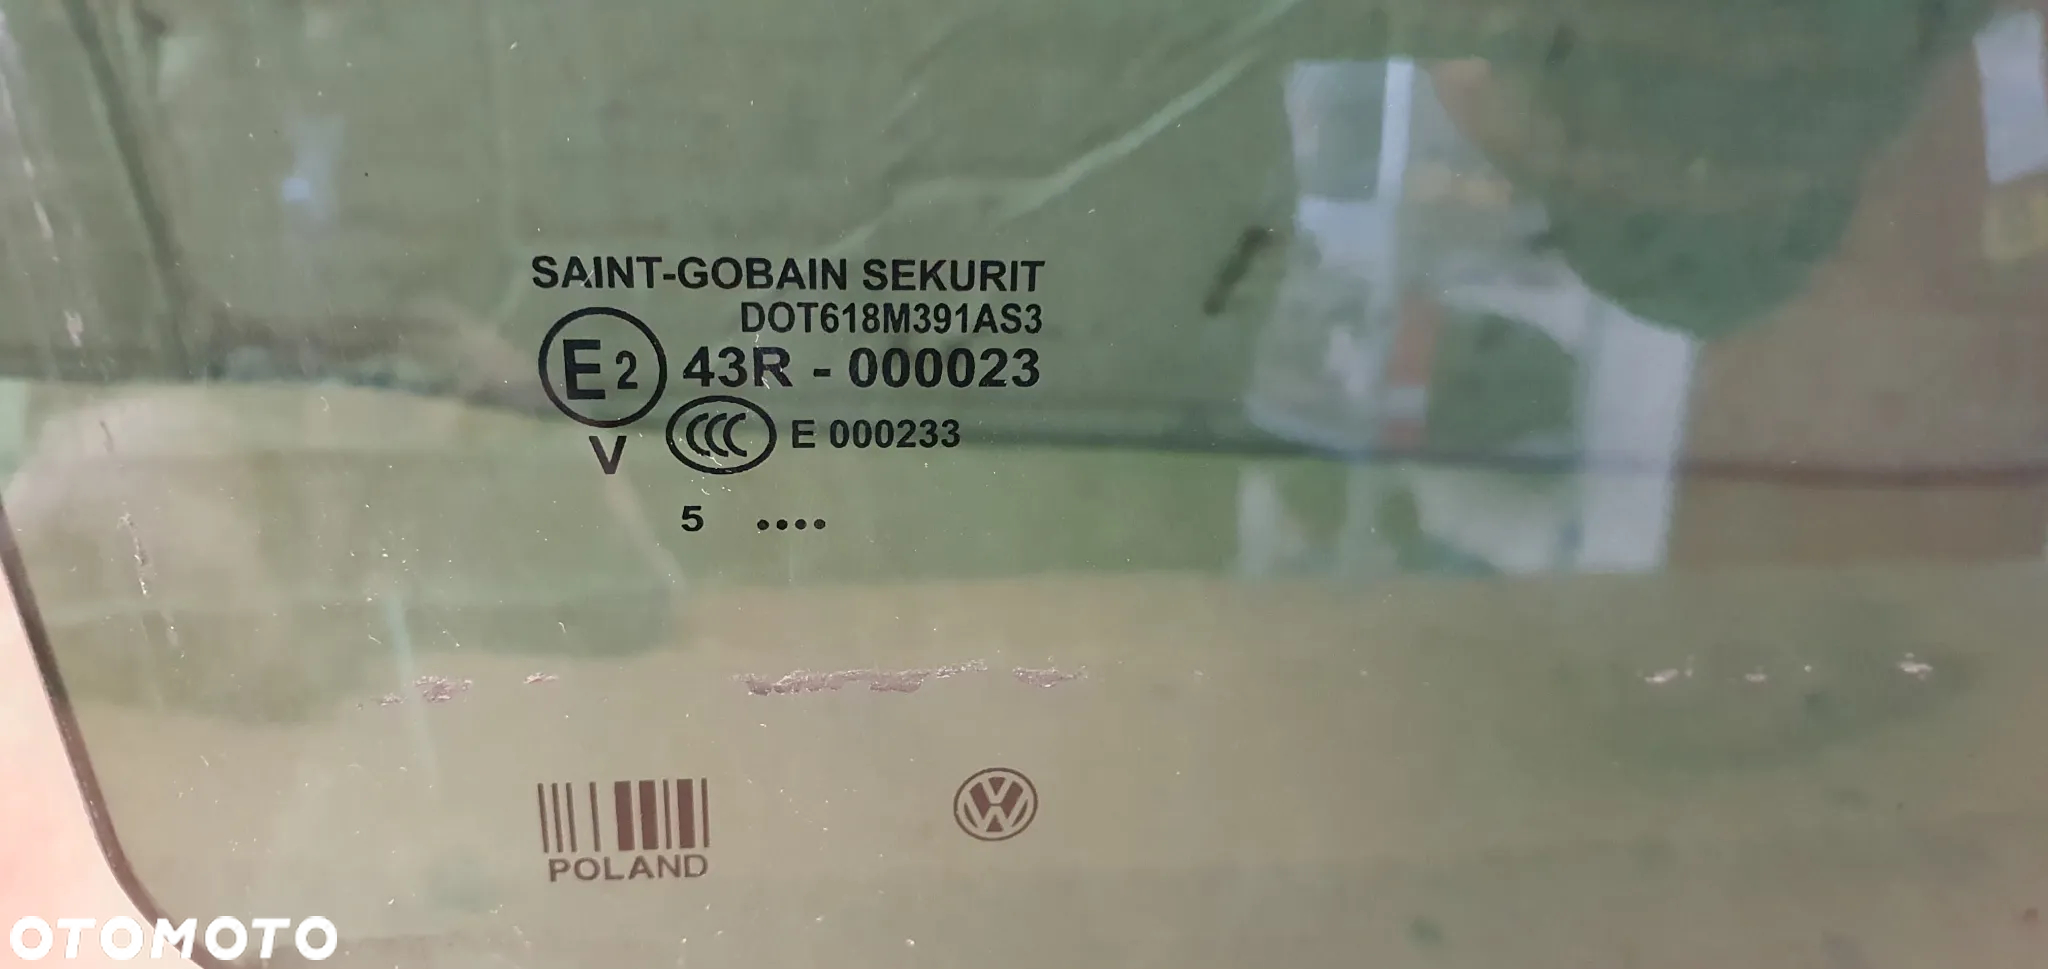 SAINT-GOBAIN SEKURIT
DOT618M391AS3
E2 43R - 000023
V CCC E 000233
5 ••••
POLAND
VW
OTOMOTO